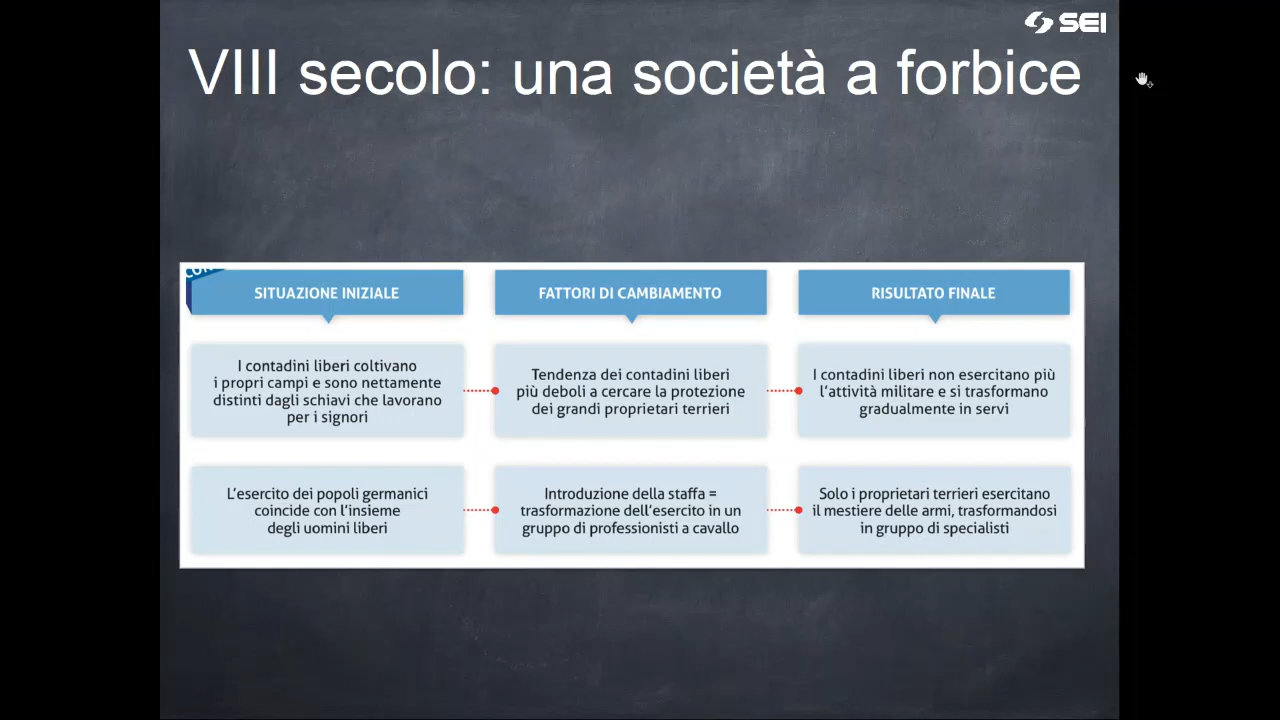 SEI
VIII secolo: una società a forbice
SITUAZIONE INIZIALE
FATTORI DI CAMBIAMENTO
RISULTATO FINALE
I contadini liberi coltivano
i propri campi e sono nettamente
distinti dagli schiavi che lavorano
per i signori
Tendenza dei contadini liberi
più deboli a cercare la protezione
dei grandi proprietari terrieri
I contadini liberi non esercitano più
l'attività militare e si trasformano
gradualmente in servi
L'esercito dei popoli germanici
coincide con l'insieme
degli uomini liberi
Introduzione della staffa =
trasformazione dell'esercito in un
gruppo di professionisti a cavallo
Solo i proprietari terrieri esercitano
il mestiere delle armi, trasformandosi
in gruppo di specialisti